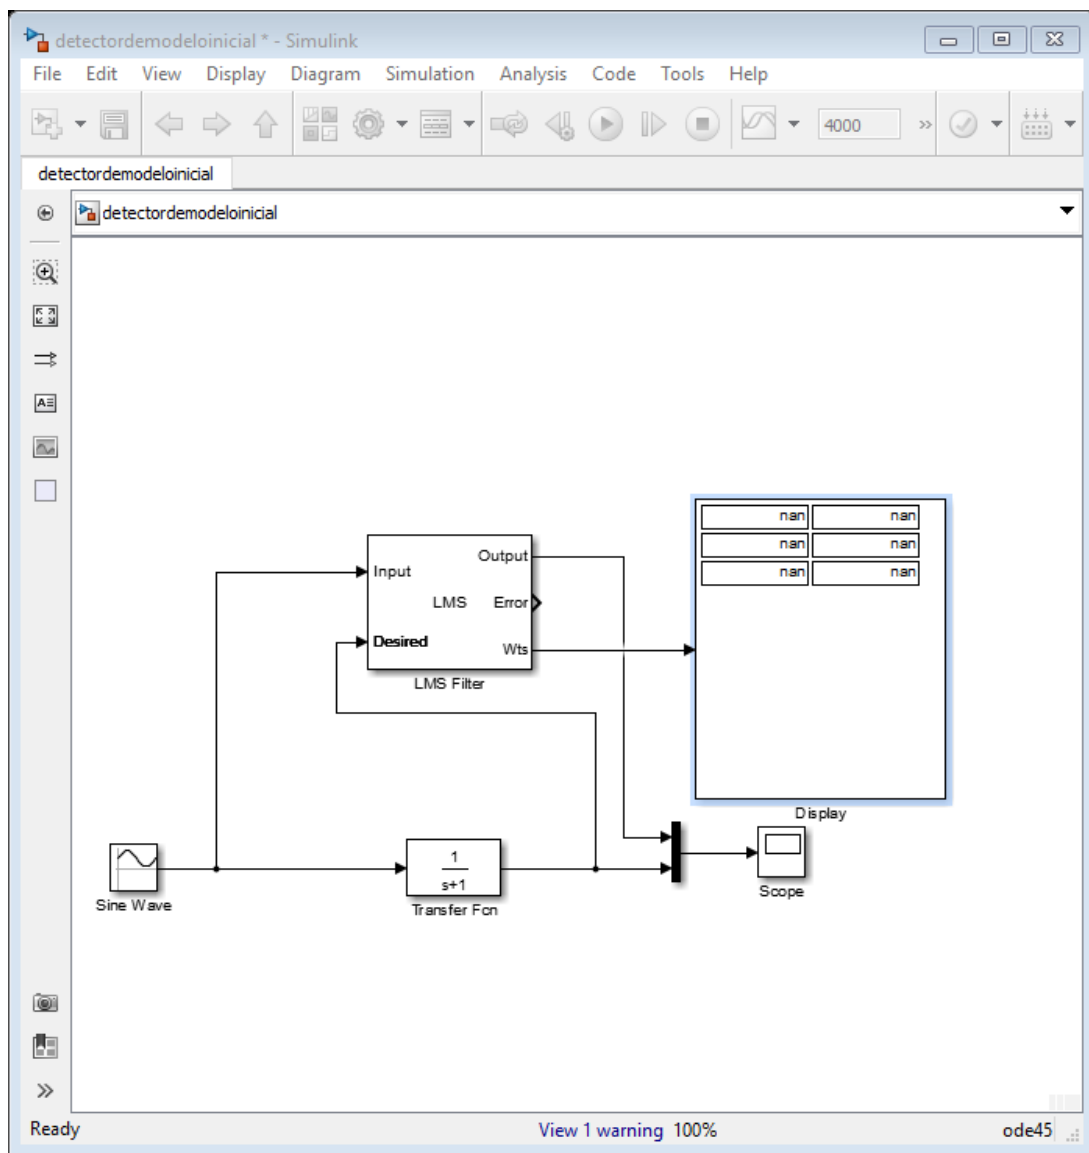 detectordemodeloinicial * - Simulink
File Edit View Display Diagram Simulation Analysis Code Tools Help
4000 »
detectordemodeloinicial
detectordemodeloinicial
nan nan
nan nan
nan nan
Input
Output
LMS
Error
Desired
Wts
LMS Filter
Display
Sine Wave
1
s+1
Transfer Fcn
Scope
Ready
View 1 warning 100%
ode45